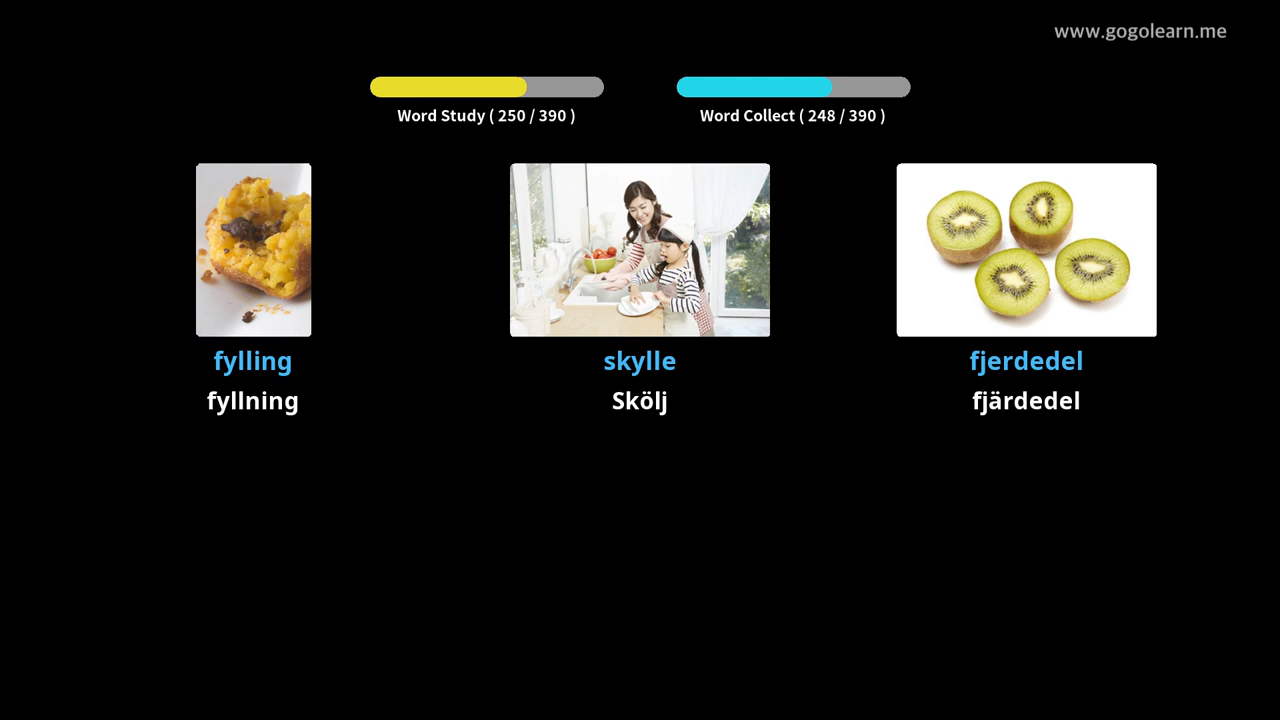 www.gogolearn.me
Word Study ( 250 / 390 )
Word Collect ( 248 / 390 )
fylling
fyllning
skylle
Skölj
fjerdedel
fjärdedel